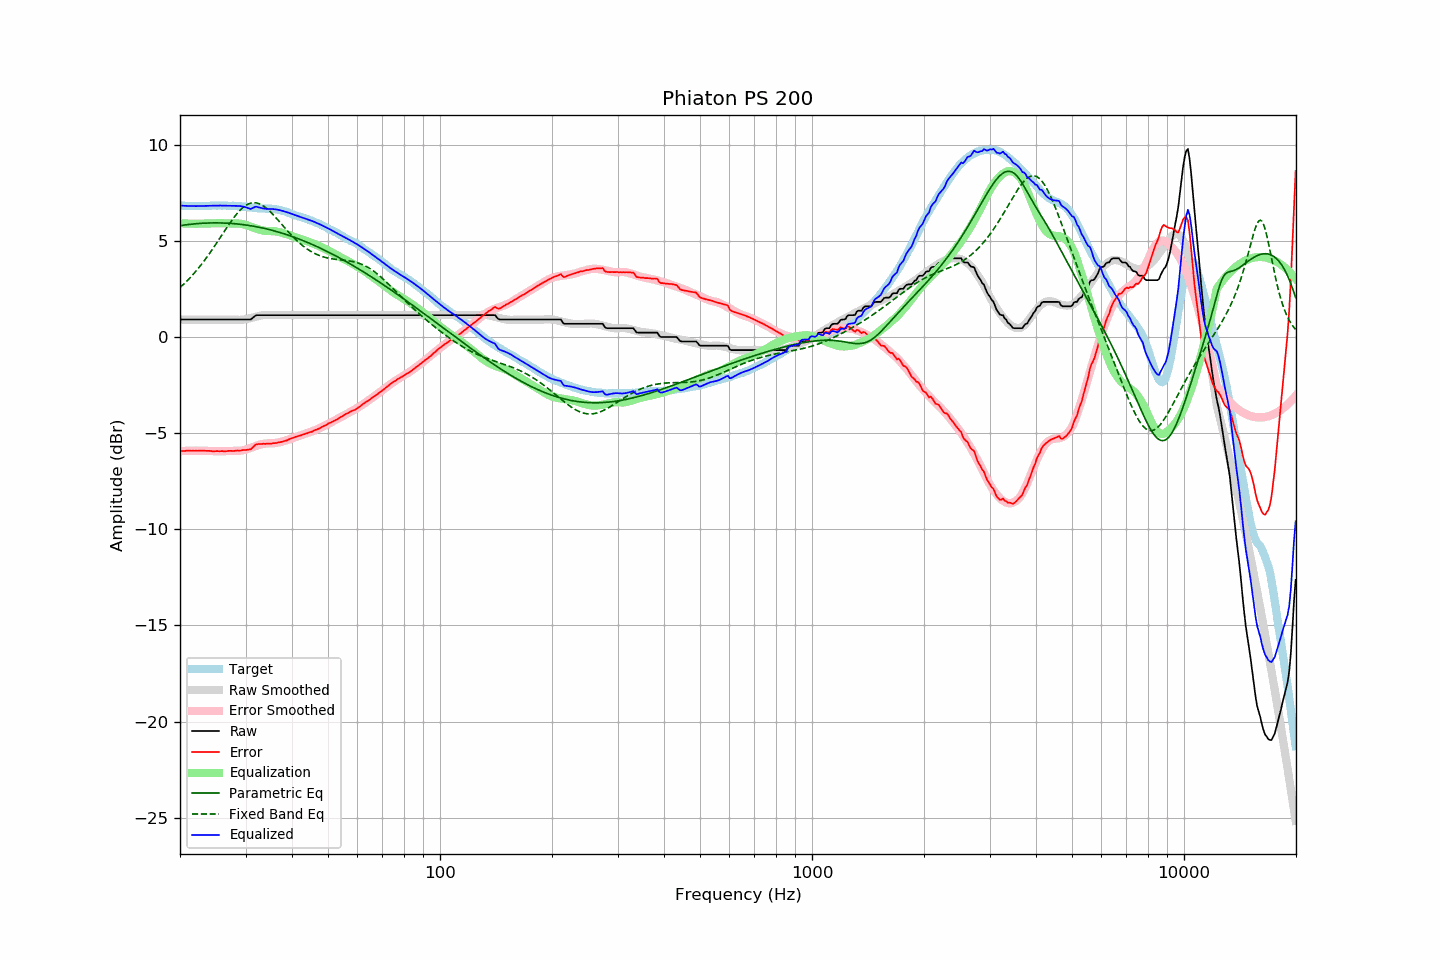 Phiaton PS 200
10
5
0
−5
−10
−15
−20
−25
Amplitude (dBr)
Target
Raw Smoothed
Error Smoothed
Raw
Error
Equalization
Parametric Eq
Fixed Band Eq
Equalized
100
1000
10000
Frequency (Hz)